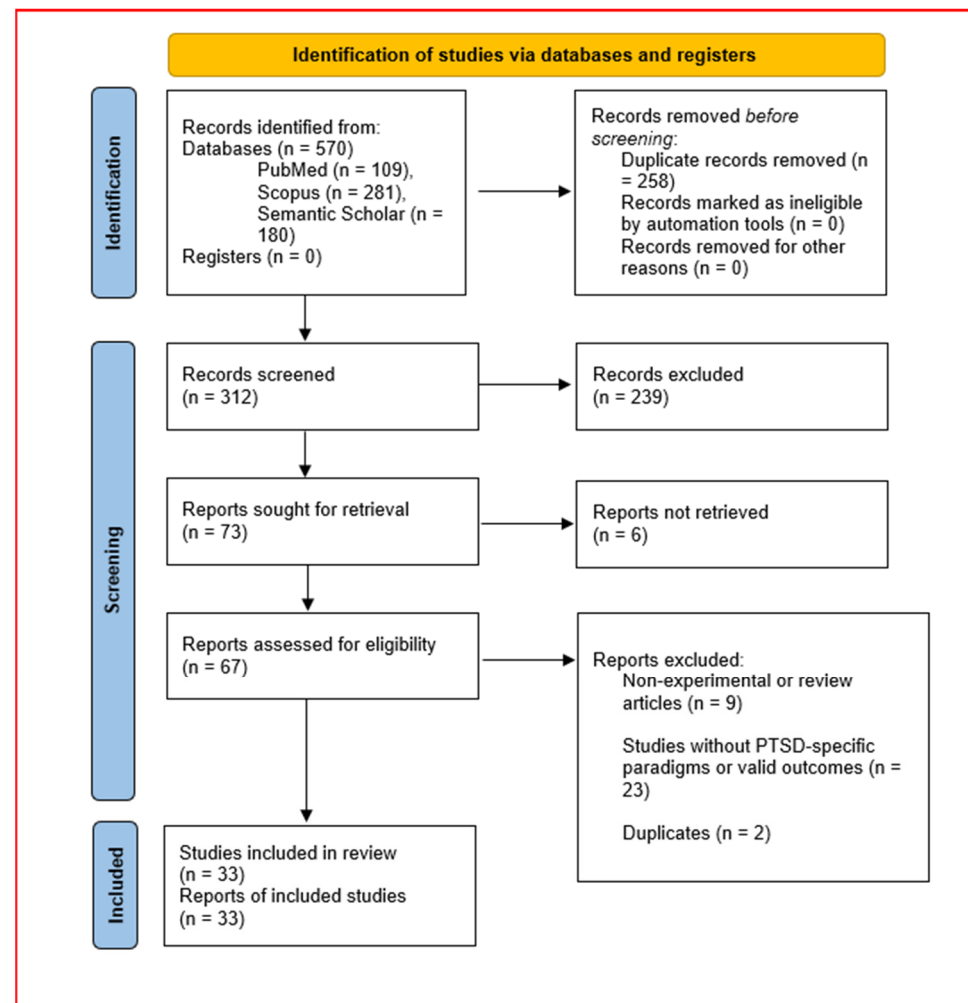 Identification of studies via databases and registers
Identification
Records identified from:
Databases (n = 570)
PubMed (n = 109),
Scopus (n = 281),
Semantic Scholar (n =
180)
Registers (n = 0)
Records removed before
screening:
Duplicate records removed (n
= 258)
Records marked as ineligible
by automation tools (n = 0)
Records removed for other
reasons (n = 0)
Screening
Records screened
(n = 312)
Records excluded
(n = 239)
Reports sought for retrieval
(n = 73)
Reports not retrieved
(n = 6)
Reports assessed for eligibility
(n = 67)
Reports excluded:
Non-experimental or review
articles (n = 9)
Studies without PTSD-specific
paradigms or valid outcomes (n =
23)
Duplicates (n = 2)
Included
Studies included in review
(n = 33)
Reports of included studies
(n = 33)